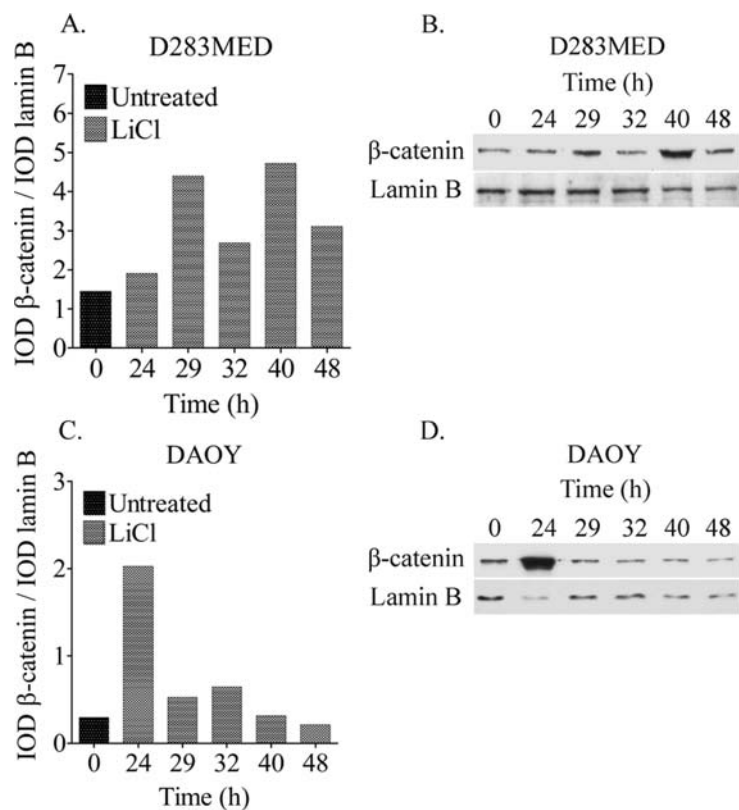 A.
D283MED
IOD β-catenin / IOD lamin B
7
6
5
4
3
2
1
0
Untreated
LiCl
0 24 29 32 40 48
Time (h)
B.
D283MED
Time (h)
0 24 29 32 40 48
β-catenin
Lamin B
C.
DAOY
IOD β-catenin / IOD lamin B
3
2
1
0
Untreated
LiCl
0 24 29 32 40 48
Time (h)
D.
DAOY
Time (h)
0 24 29 32 40 48
β-catenin
Lamin B